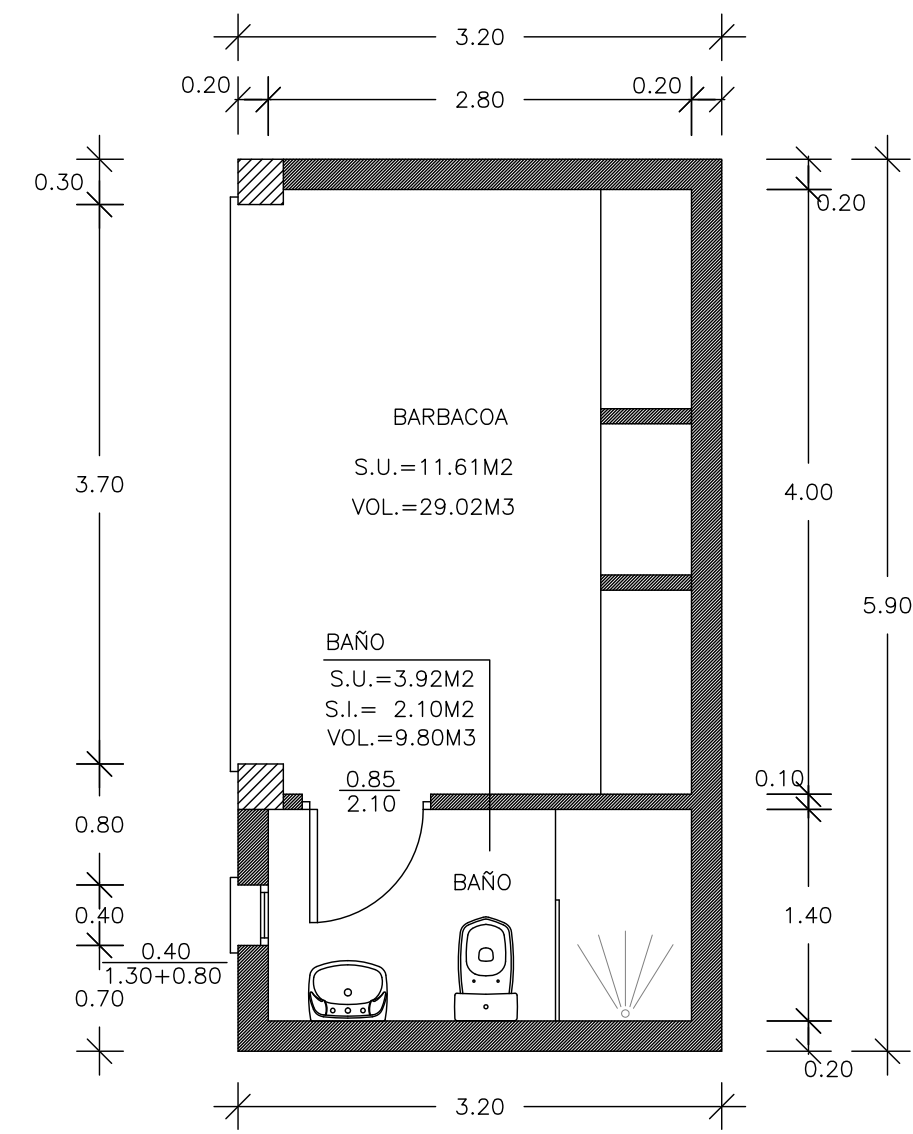 3.20
0.20
2.80
0.20
0.30
0.20
BARBACOA
S.U.=11.61M2
VOL.=29.02M3
3.70
4.00
5.90
BAÑO
S.U.=3.92M2
S.I.= 2.10M2
VOL.=9.80M3
0.85
2.10
0.10
0.80
BAÑO
0.40
1.40
0.40
1.30+0.80
0.70
0.20
3.20